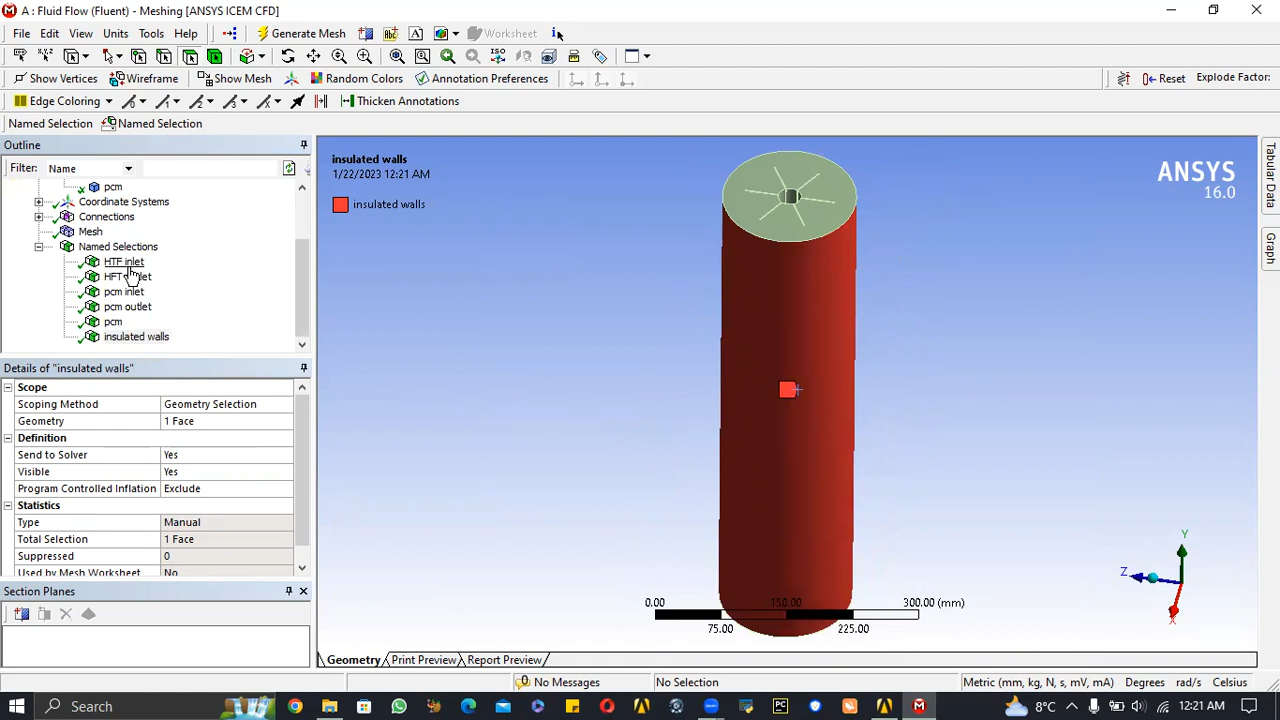 A : Fluid Flow (Fluent) - Meshing [ANSYS ICEM CFD]
File Edit View Units Tools Help Generate Mesh Worksheet
Show Vertices Wireframe Show Mesh Random Colors Annotation Preferences Reset Explode Factor:
Edge Coloring Thicken Annotations
Named Selection Named Selection
Outline
Filter: Name
pcm
Coordinate Systems
Connections
Mesh
Named Selections
HTF inlet
pcm inlet
pcm outlet
pcm
insulated walls
Details of "insulated walls"
Scope
Scoping Method Geometry Selection
Geometry 1 Face
Definition
Send to Solver Yes
Visible Yes
Program Controlled Inflation Exclude
Statistics
Type Manual
Total Selection 1 Face
Suppressed 0
Used by Mesh Worksheet No
Section Planes
insulated walls
1/22/2023 12:21 AM
insulated walls
ANSYS
16.0
Tabular Data
Graph
Y
Z
X
0.00 150.00 300.00 (mm)
75.00 225.00
Geometry Print Preview Report Preview
No Messages No Selection Metric (mm, kg, N, s, mV, mA) Degrees rad/s Celsius
Search 8°C 12:21 AM